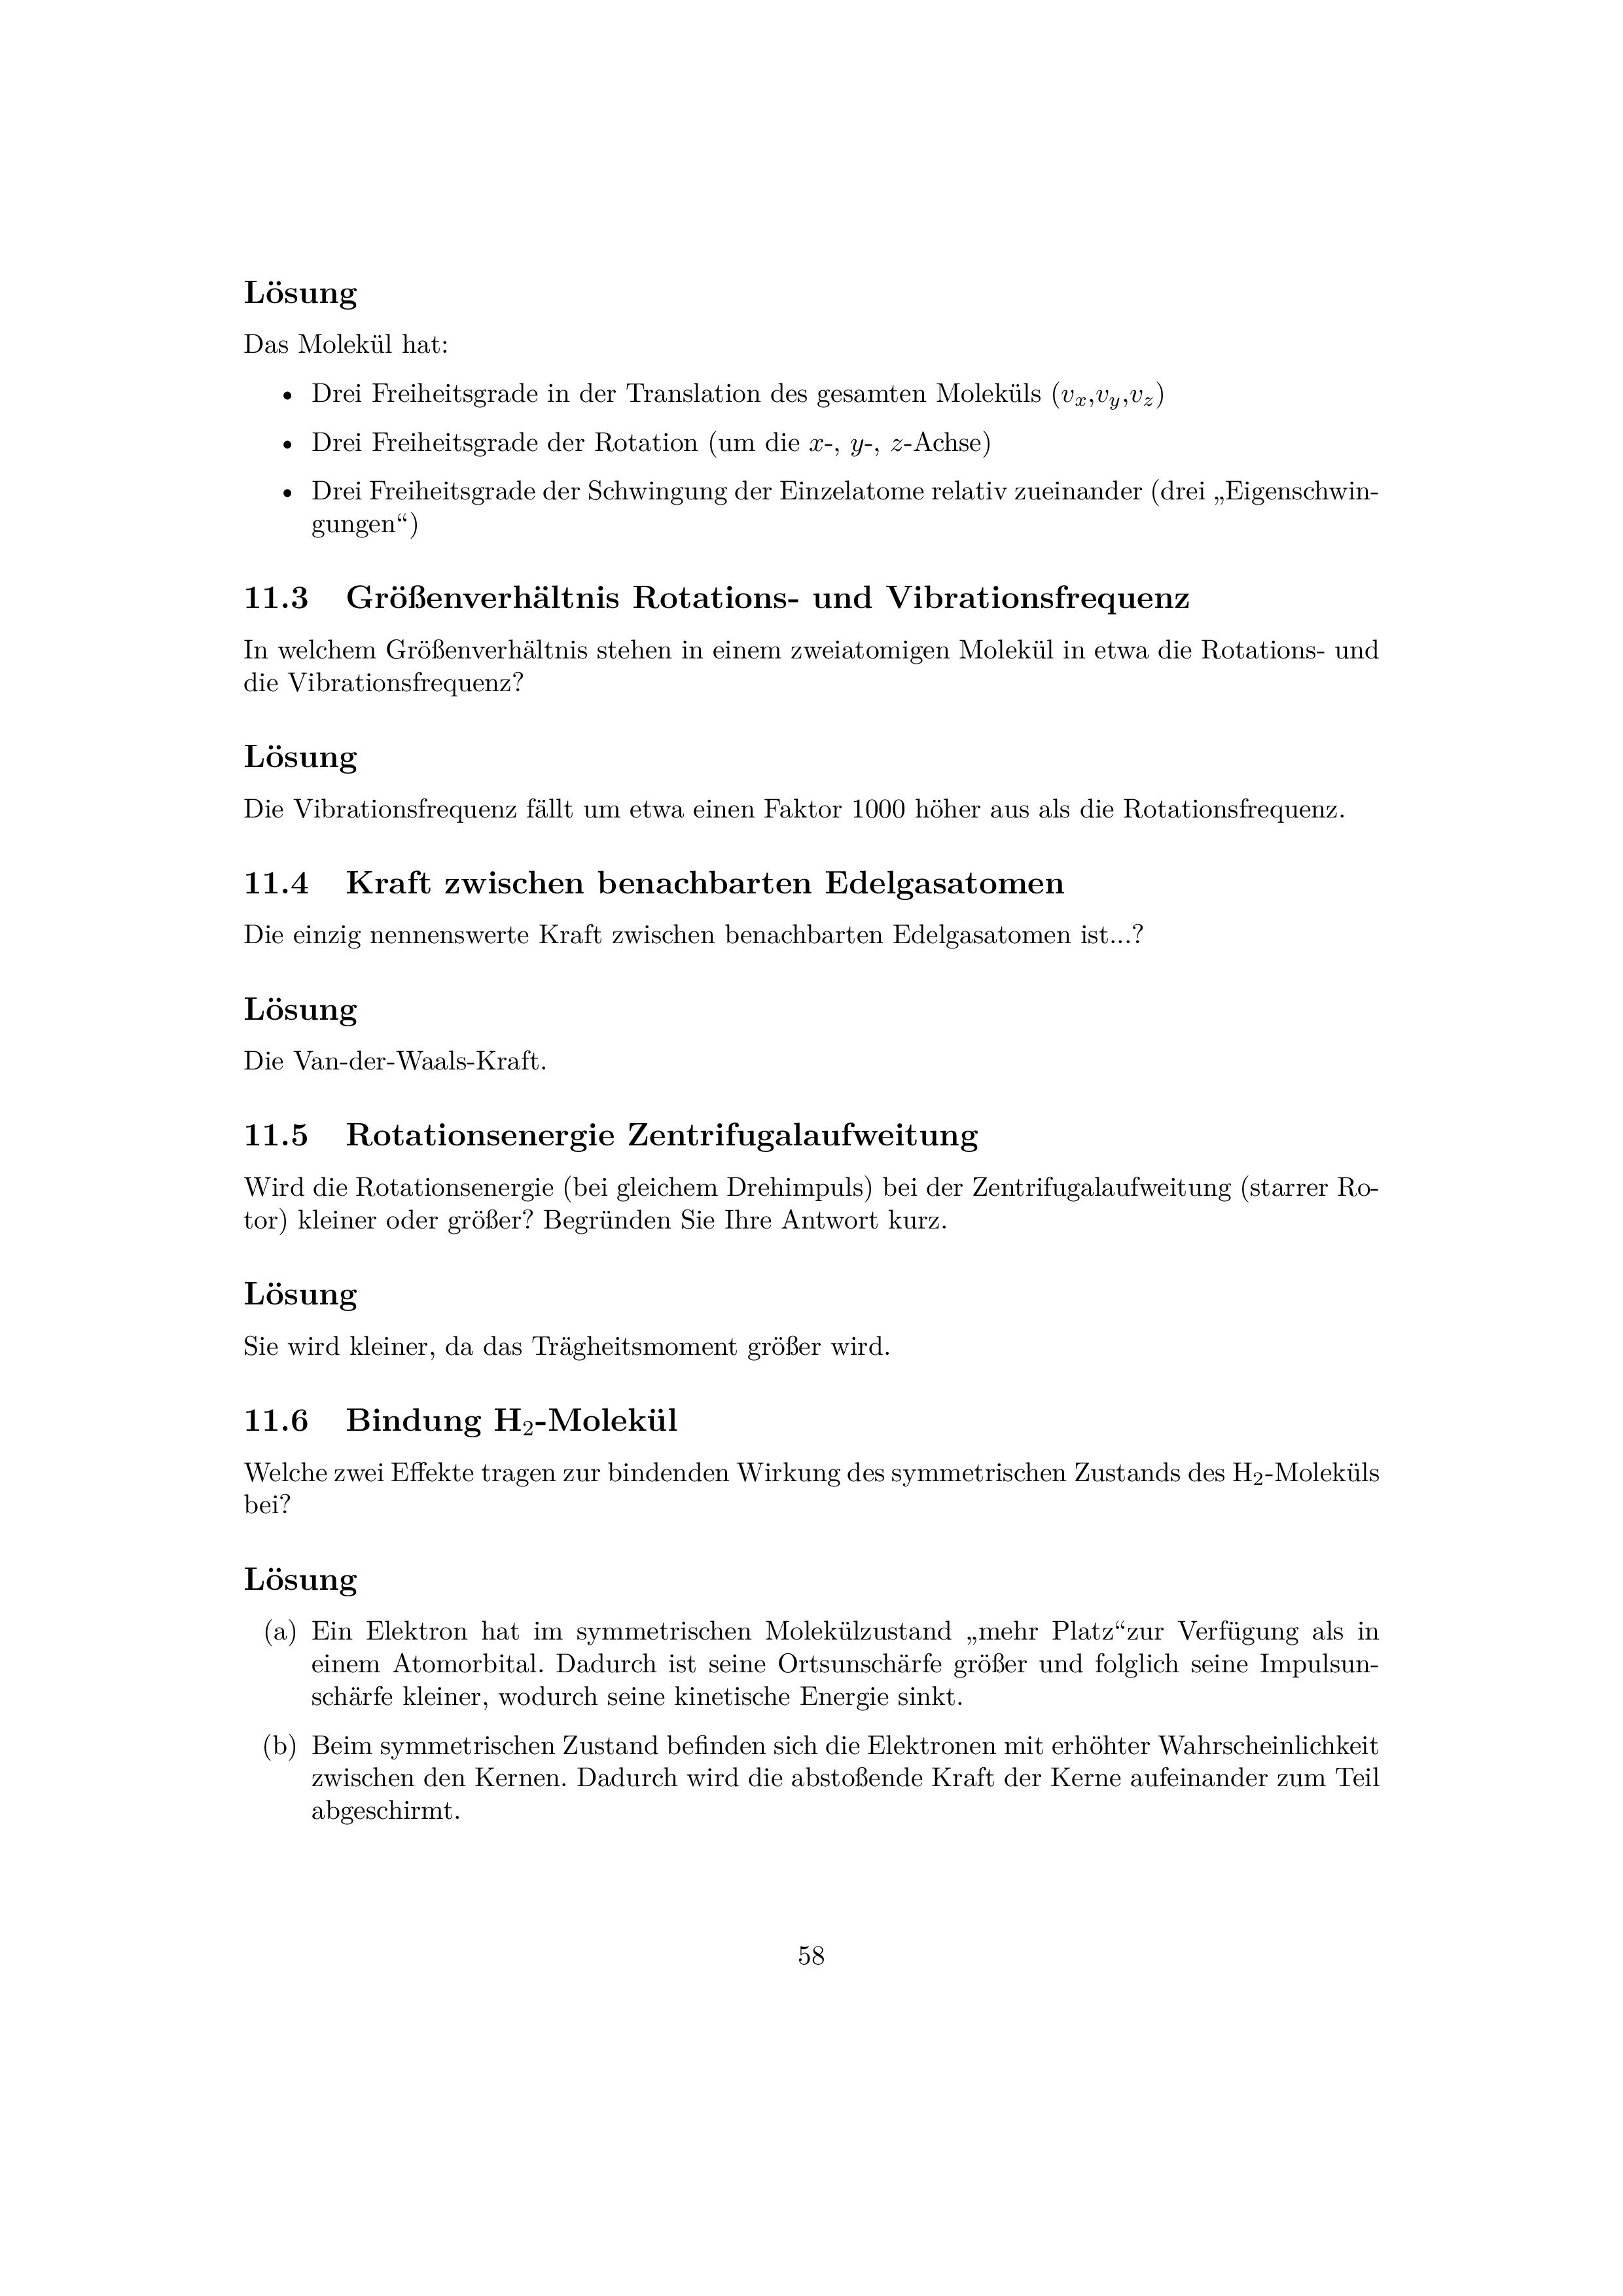 Lösung
Das Molekül hat:
• Drei Freiheitsgrade in der Translation des gesamten Moleküls (vₓ,v_y,v_z)
• Drei Freiheitsgrade der Rotation (um die x-, y-, z-Achse)
• Drei Freiheitsgrade der Schwingung der Einzelatome relativ zueinander (drei „Eigenschwin-
gungen“)
11.3 Größenverhältnis Rotations- und Vibrationsfrequenz
In welchem Größenverhältnis stehen in einem zweiatomigen Molekül in etwa die Rotations- und
die Vibrationsfrequenz?
Lösung
Die Vibrationsfrequenz fällt um etwa einen Faktor 1000 höher aus als die Rotationsfrequenz.
11.4 Kraft zwischen benachbarten Edelgasatomen
Die einzig nennenswerte Kraft zwischen benachbarten Edelgasatomen ist...?
Lösung
Die Van-der-Waals-Kraft.
11.5 Rotationsenergie Zentrifugalaufweitung
Wird die Rotationsenergie (bei gleichem Drehimpuls) bei der Zentrifugalaufweitung (starrer Ro-
tor) kleiner oder größer? Begründen Sie Ihre Antwort kurz.
Lösung
Sie wird kleiner, da das Trägheitsmoment größer wird.
11.6 Bindung H₂-Molekül
Welche zwei Effekte tragen zur bindenden Wirkung des symmetrischen Zustands des H₂-Moleküls
bei?
Lösung
(a) Ein Elektron hat im symmetrischen Molekülzustand „mehr Platz“zur Verfügung als in
einem Atomorbital. Dadurch ist seine Ortsunschärfe größer und folglich seine Impulsun-
schärfe kleiner, wodurch seine kinetische Energie sinkt.
(b) Beim symmetrischen Zustand befinden sich die Elektronen mit erhöhter Wahrscheinlichkeit
zwischen den Kernen. Dadurch wird die abstoßende Kraft der Kerne aufeinander zum Teil
abgeschirmt.
58